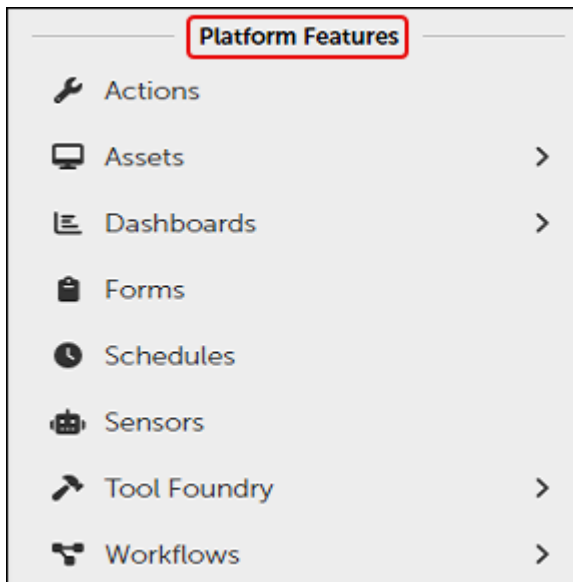 Platform Features
Actions
Assets
Dashboards
Forms
Schedules
Sensors
Tool Foundry
Workflows